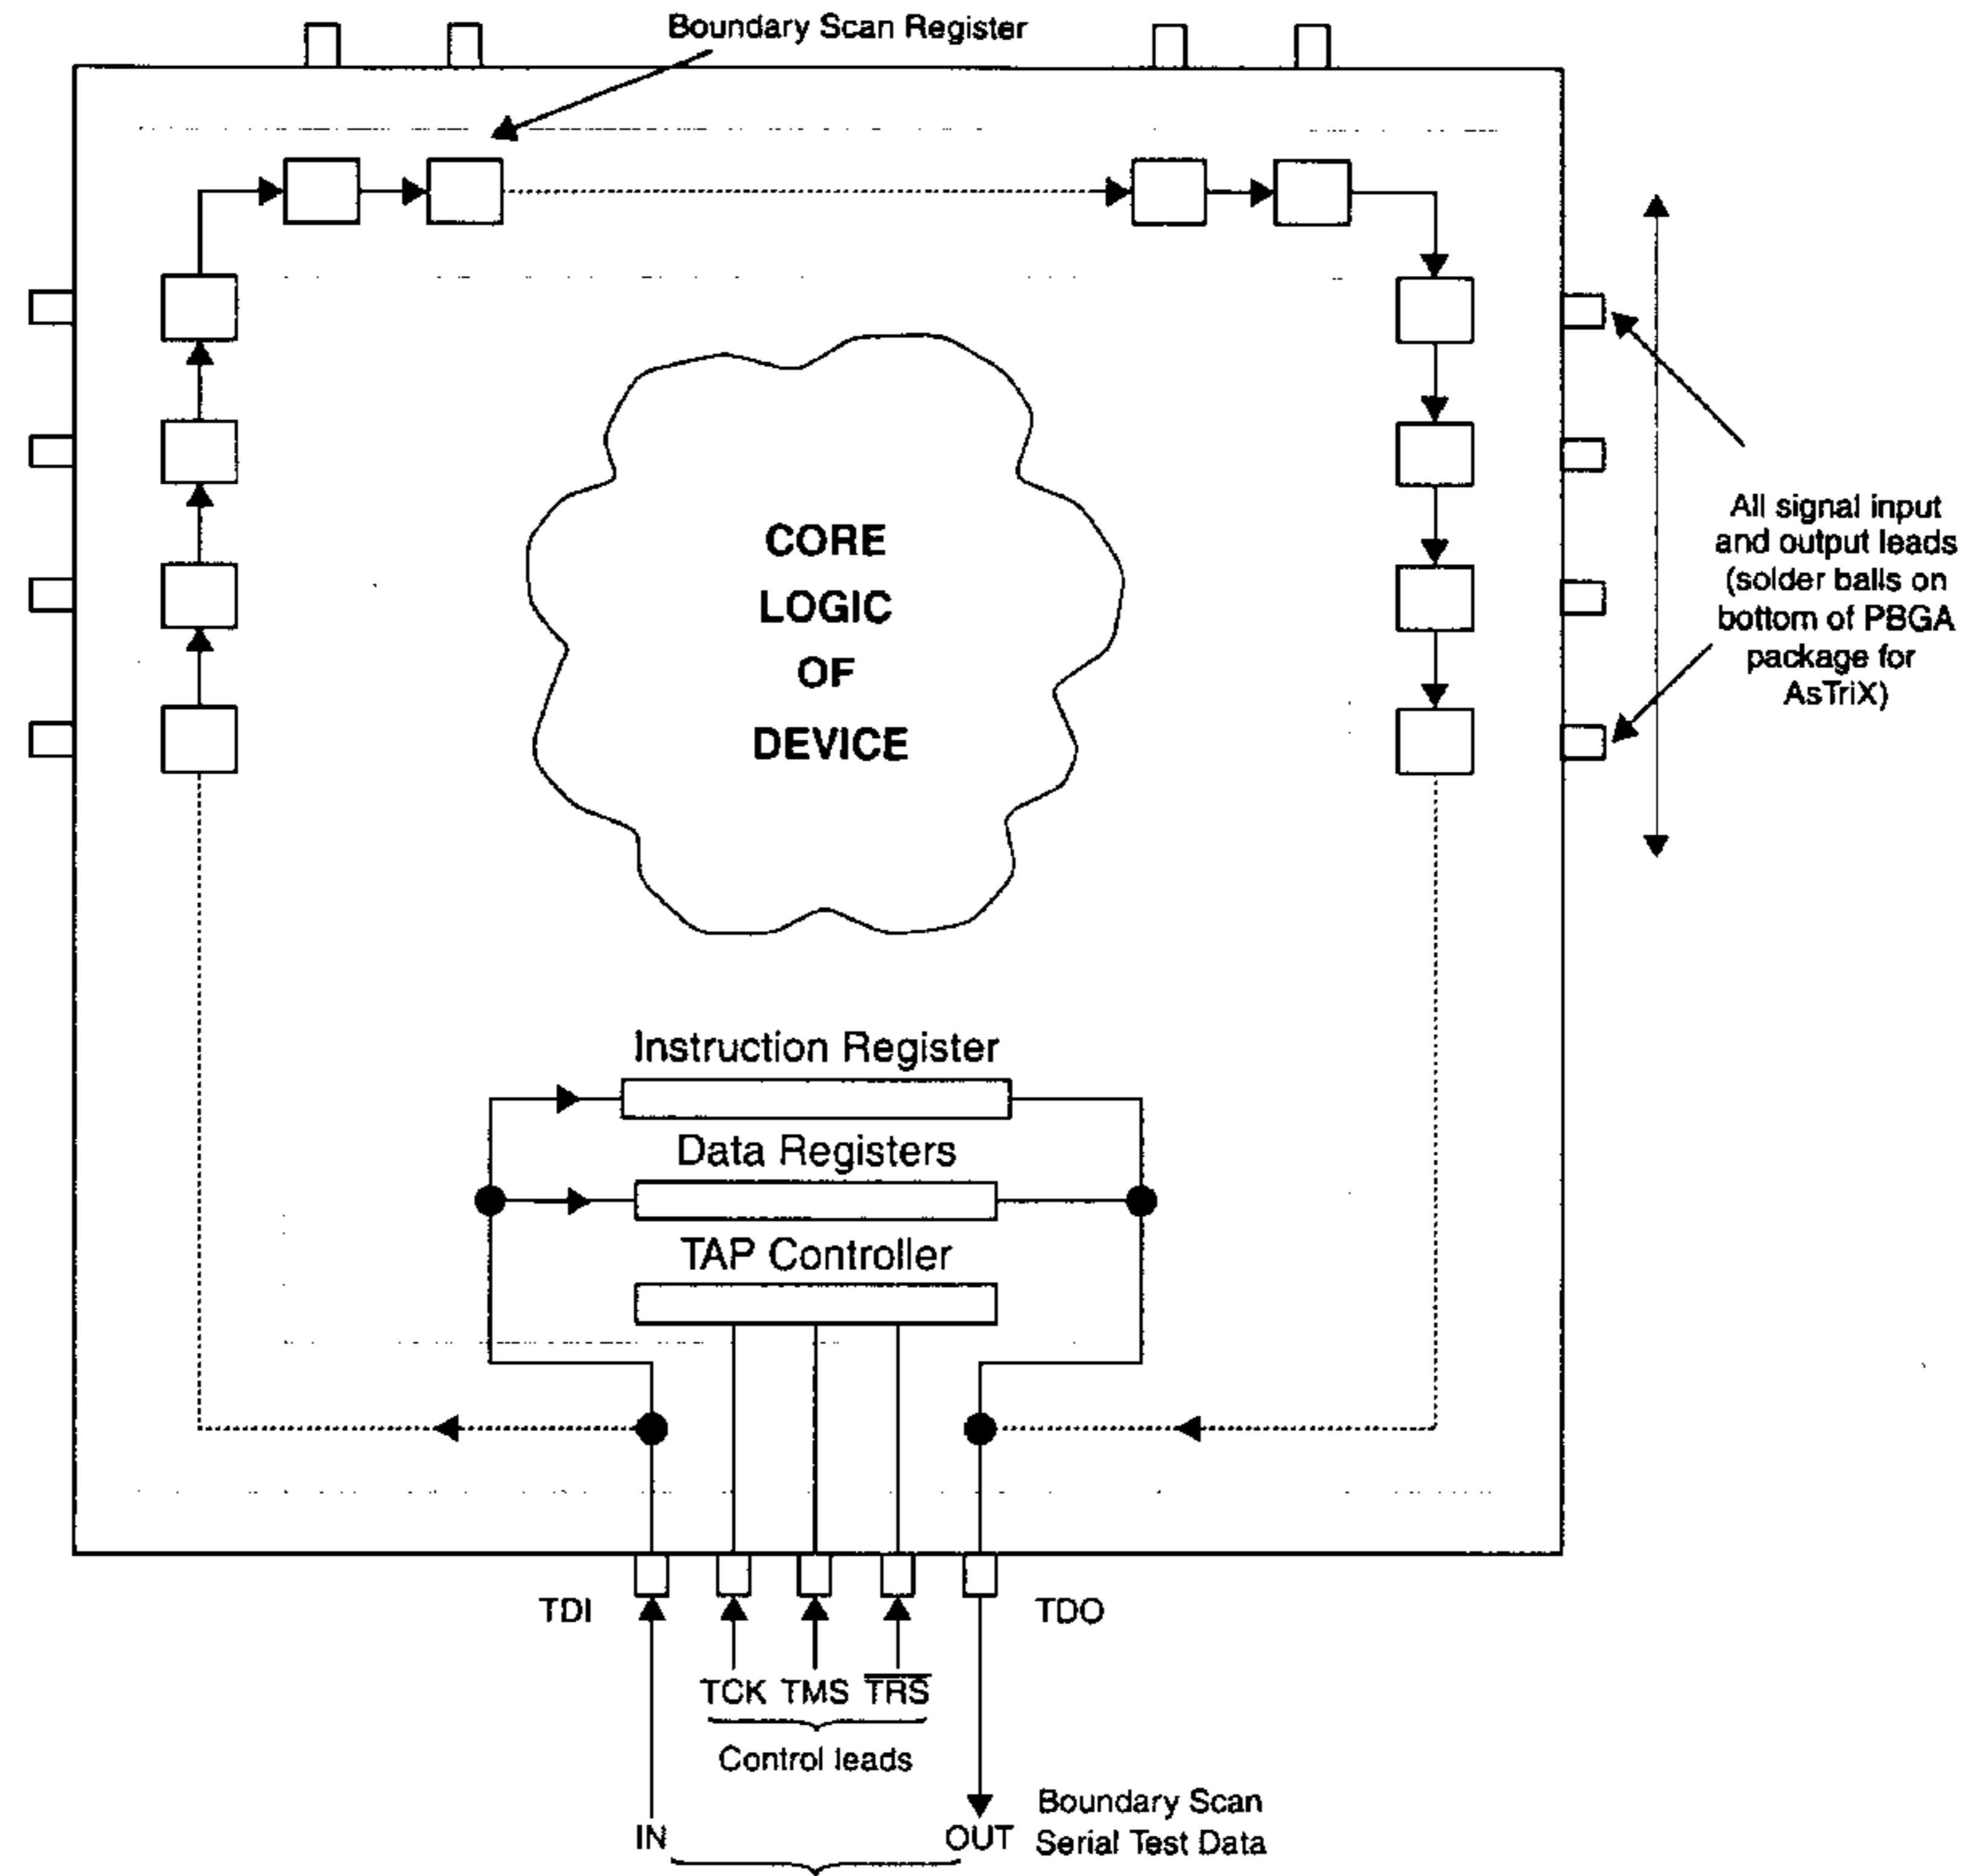 Boundary Scan Register
CORE
LOGIC
OF
DEVICE
All signal input
and output leads
(solder balls on
bottom of PBGA
package for
AsTriX)
Instruction Register
Data Registers
TAP Controller
TDI
TDO
TCK TMS T̅R̅S̅
Control leads
IN
OUT
Boundary Scan
Serial Test Data